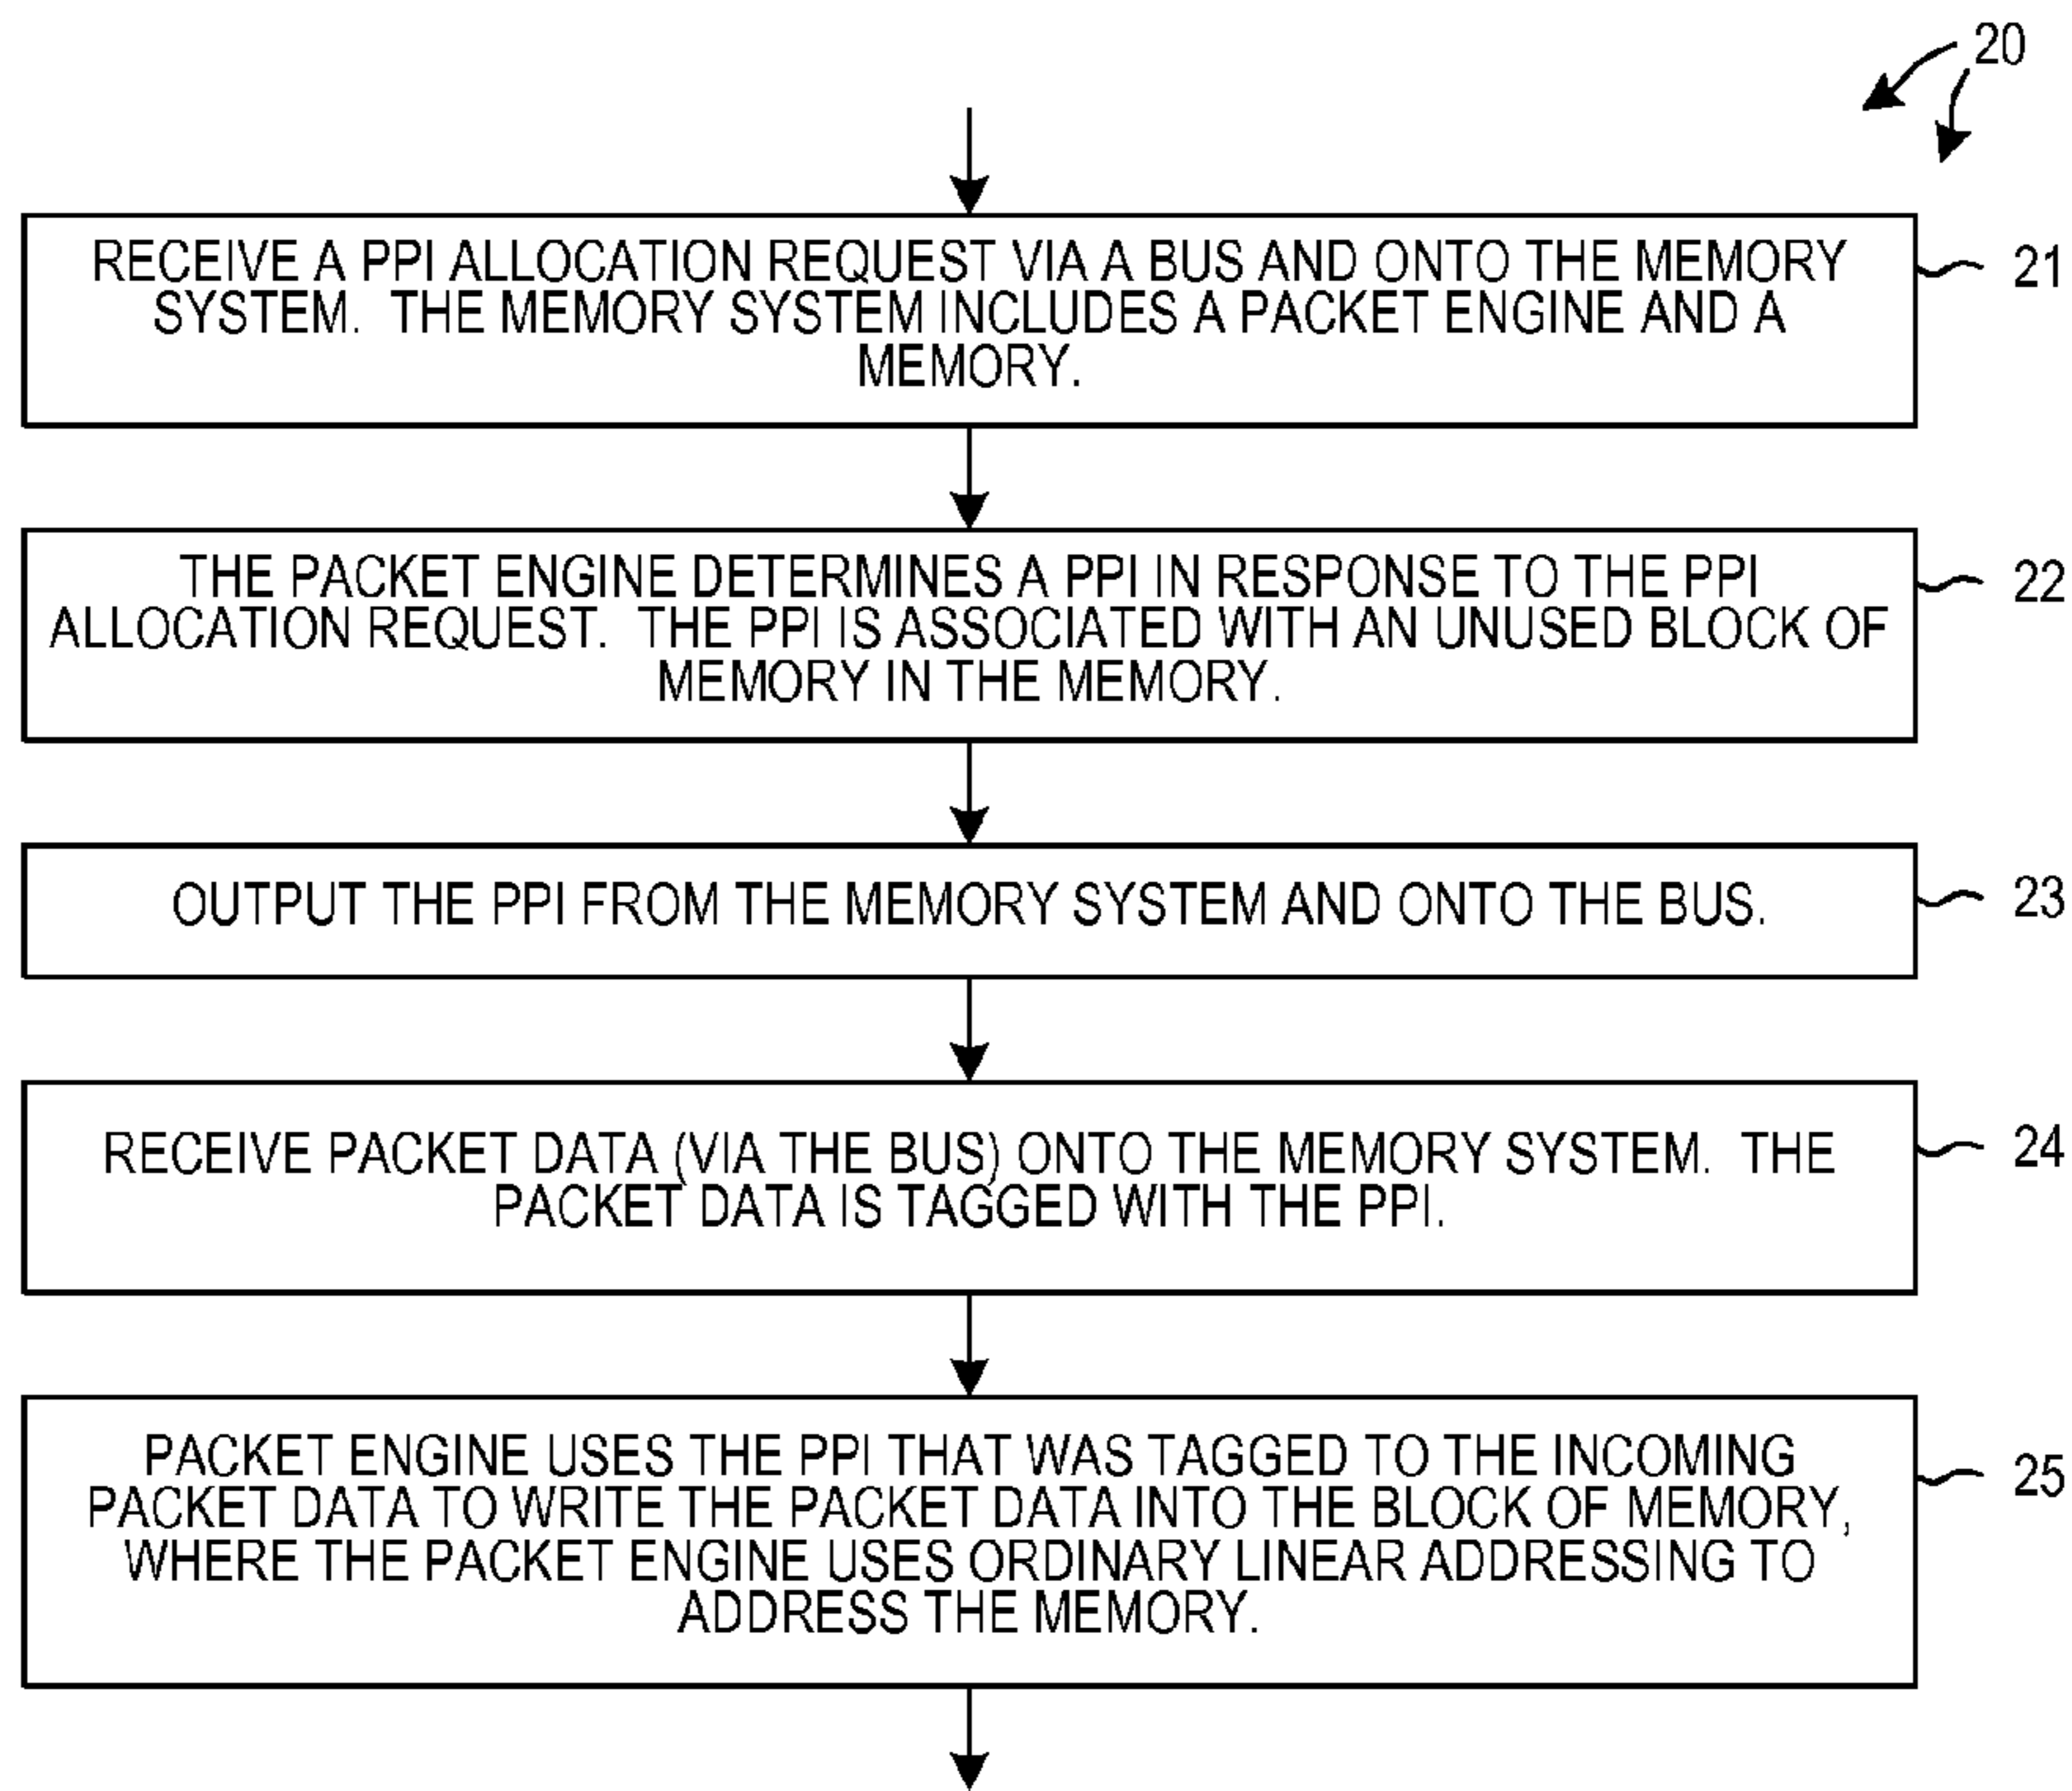 20
RECEIVE A PPI ALLOCATION REQUEST VIA A BUS AND ONTO THE MEMORY
SYSTEM. THE MEMORY SYSTEM INCLUDES A PACKET ENGINE AND A
MEMORY.
21
THE PACKET ENGINE DETERMINES A PPI IN RESPONSE TO THE PPI
ALLOCATION REQUEST. THE PPI IS ASSOCIATED WITH AN UNUSED BLOCK OF
MEMORY IN THE MEMORY.
22
OUTPUT THE PPI FROM THE MEMORY SYSTEM AND ONTO THE BUS.
23
RECEIVE PACKET DATA (VIA THE BUS) ONTO THE MEMORY SYSTEM. THE
PACKET DATA IS TAGGED WITH THE PPI.
24
PACKET ENGINE USES THE PPI THAT WAS TAGGED TO THE INCOMING
PACKET DATA TO WRITE THE PACKET DATA INTO THE BLOCK OF MEMORY,
WHERE THE PACKET ENGINE USES ORDINARY LINEAR ADDRESSING TO
ADDRESS THE MEMORY.
25